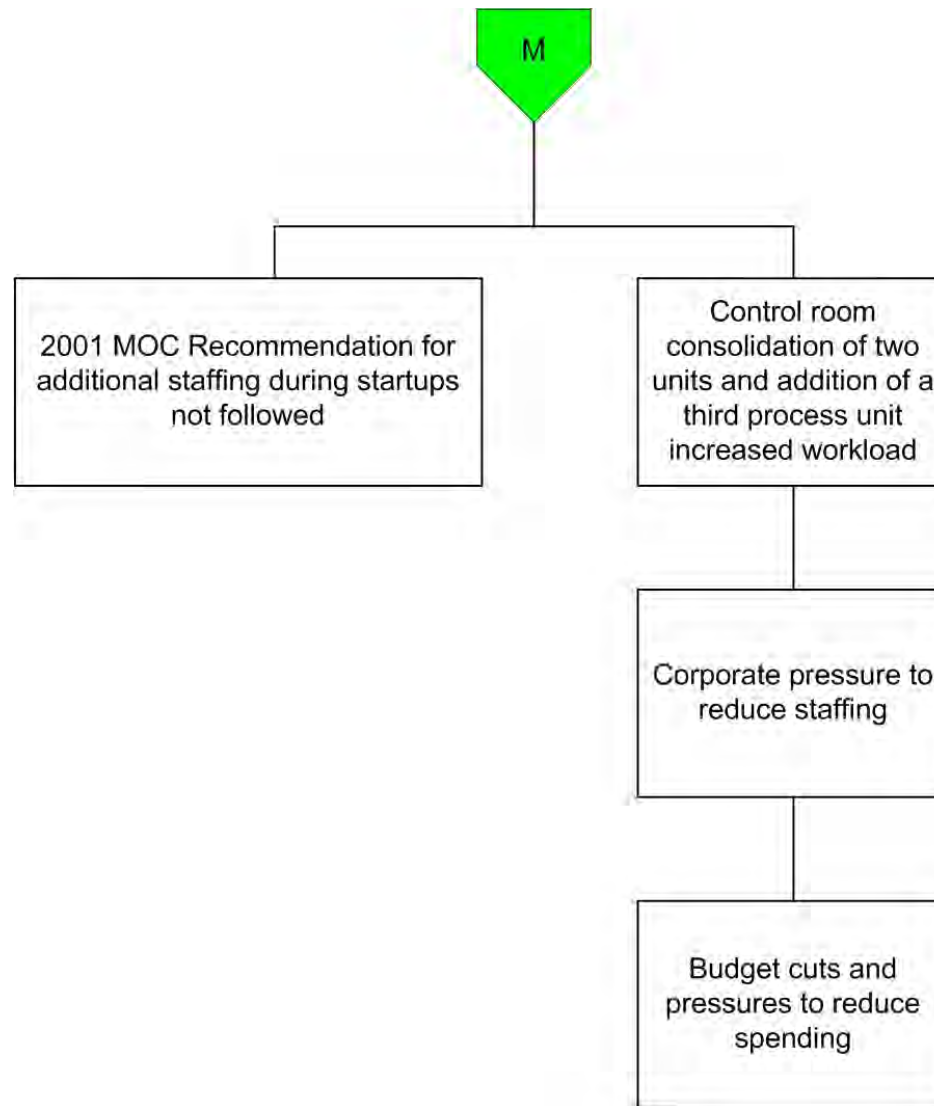 M
2001 MOC Recommendation for
additional staffing during startups
not followed
Control room
consolidation of two
units and addition of a
third process unit
increased workload
Corporate pressure to
reduce staffing
Budget cuts and
pressures to reduce
spending